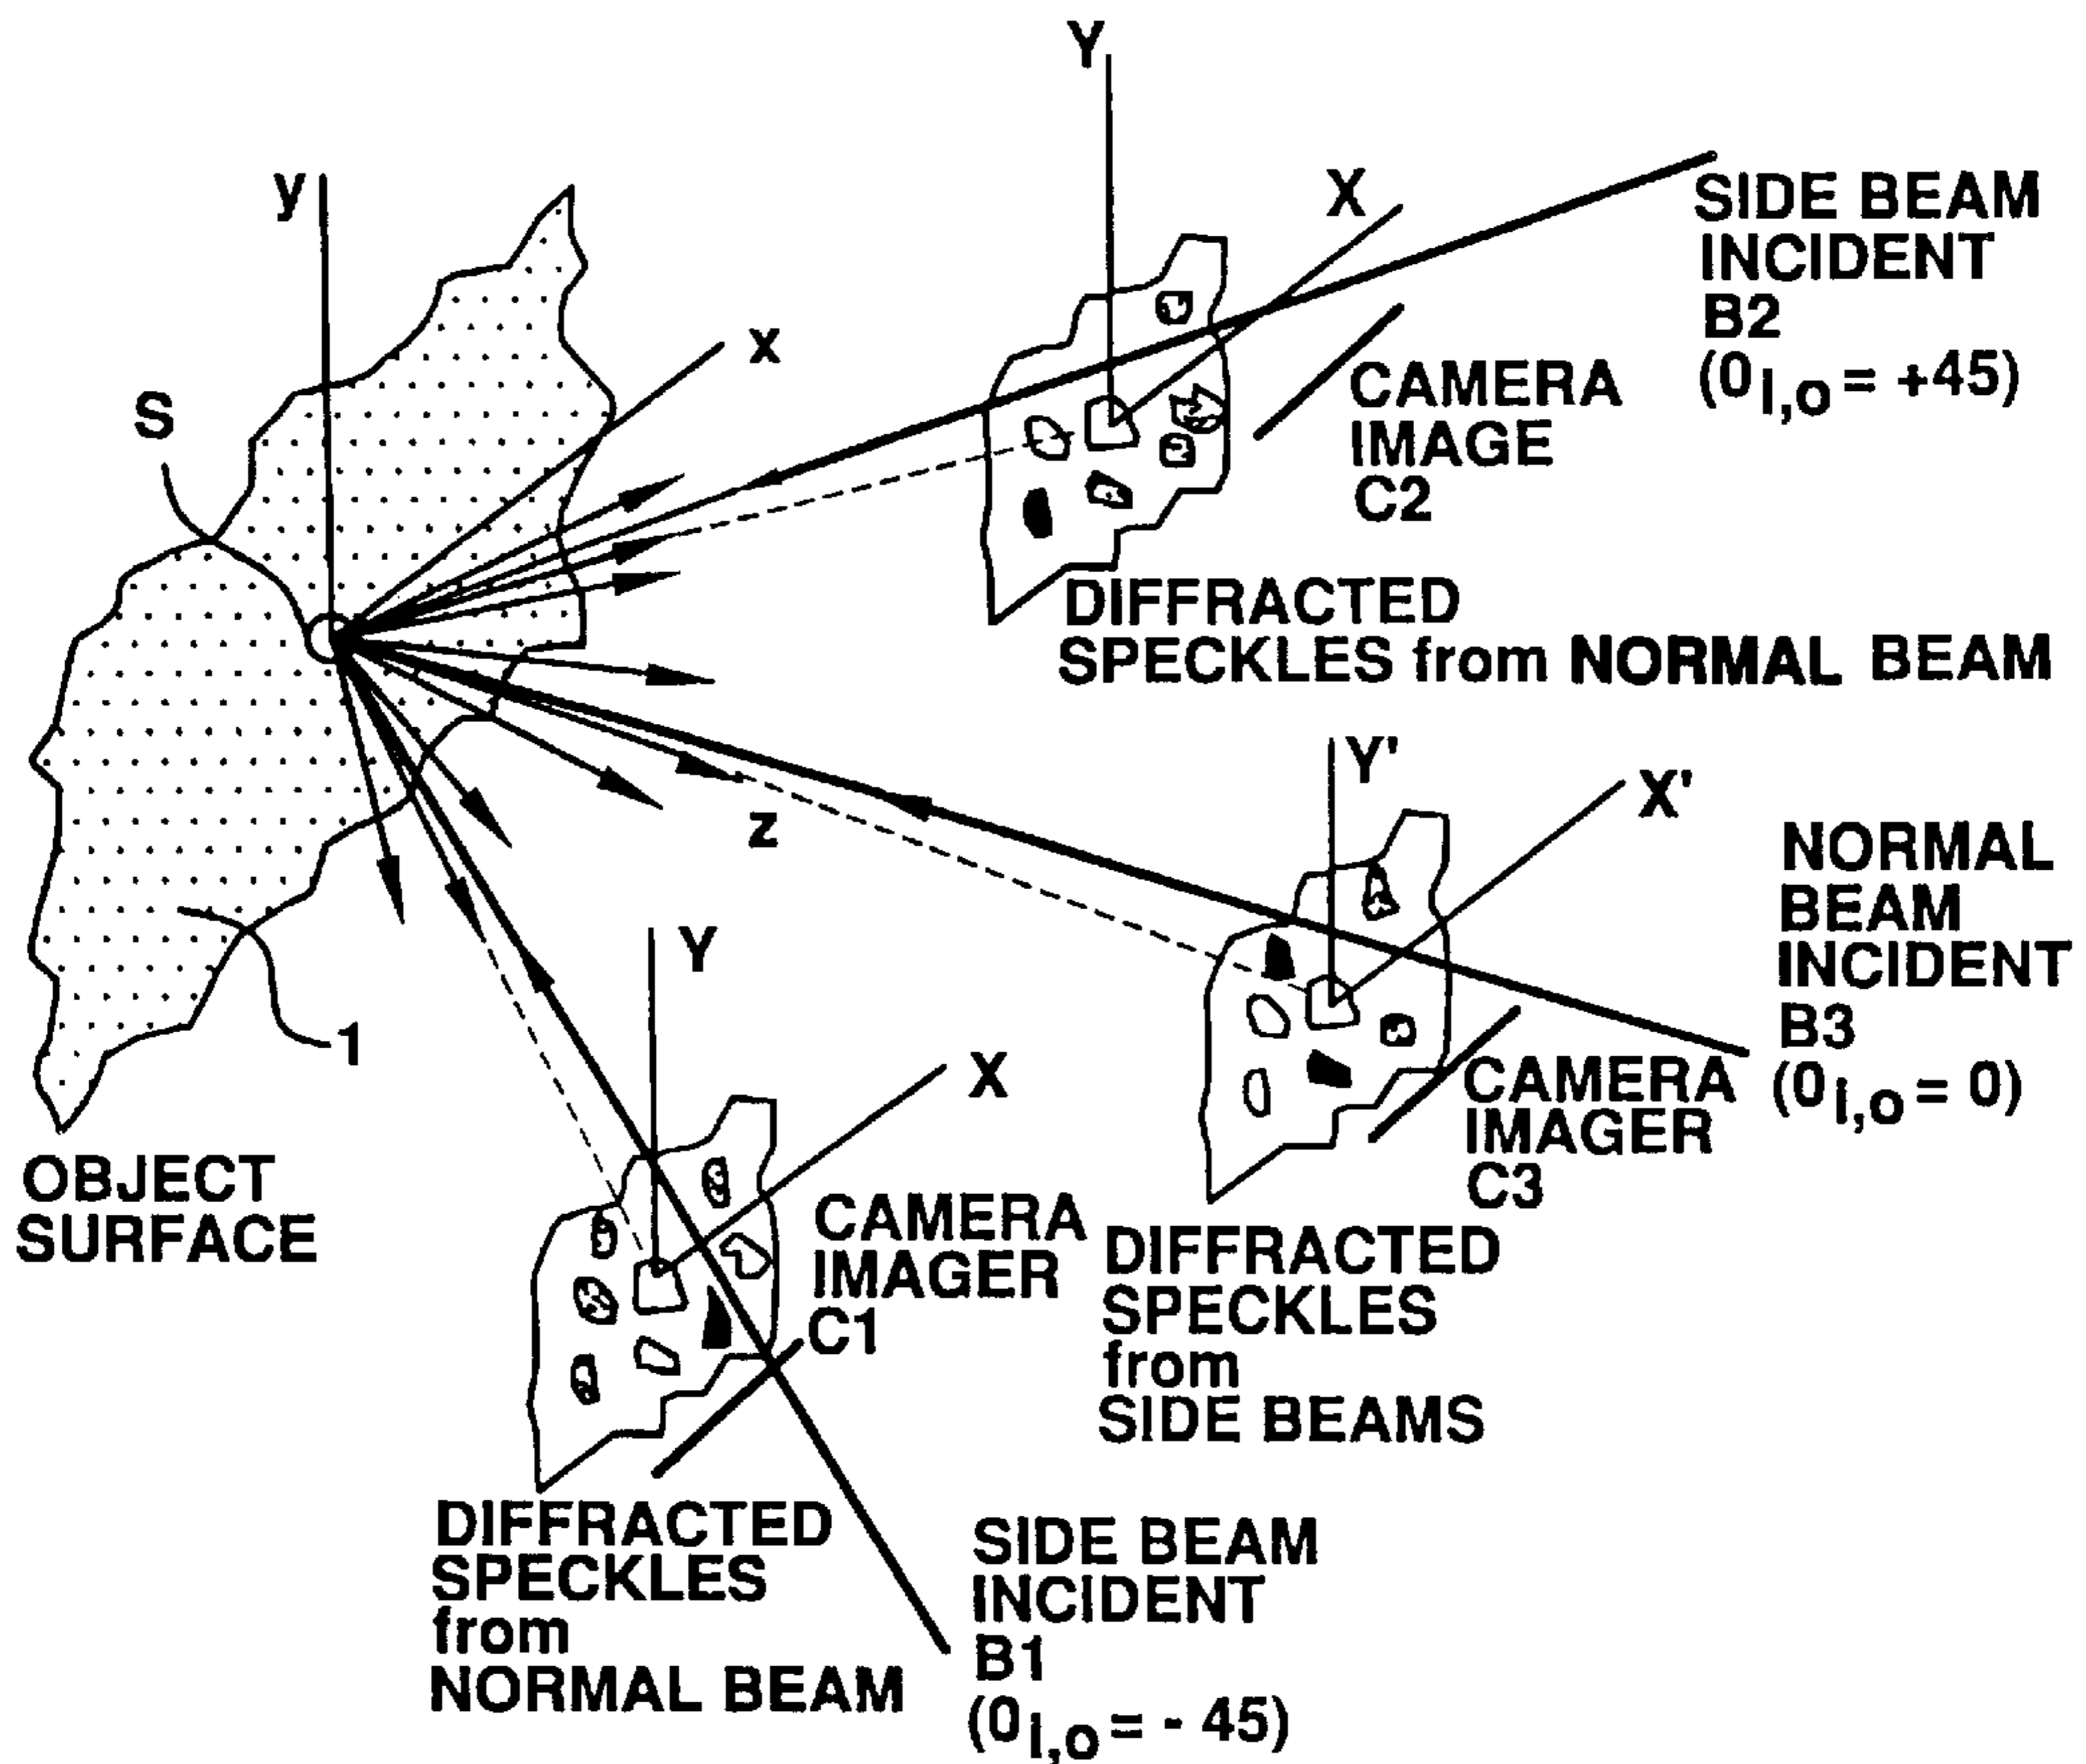 Y
y
X
SIDE BEAM
INCIDENT
B2
(0I,o = +45)
x
S
CAMERA
IMAGE
C2
DIFFRACTED
SPECKLES from NORMAL BEAM
Y'
X'
z
NORMAL
BEAM
INCIDENT
B3
(0i,o = 0)
Y
X
1
CAMERA
IMAGER
C3
OBJECT
SURFACE
CAMERA
IMAGER
C1
DIFFRACTED
SPECKLES
from
SIDE BEAMS
DIFFRACTED
SPECKLES
from
NORMAL BEAM
SIDE BEAM
INCIDENT
B1
(0I,o = - 45)